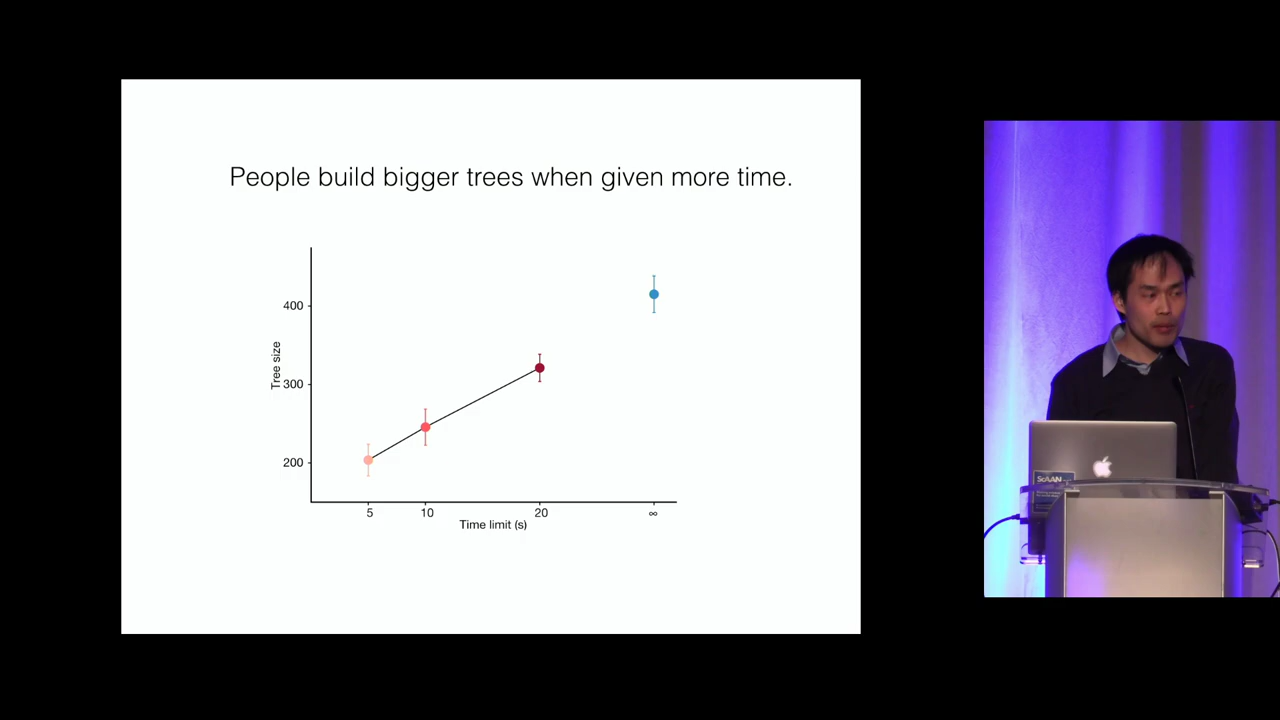 People build bigger trees when given more time.
400
300
200
Tree size
5 10 20 ∞
Time limit (s)